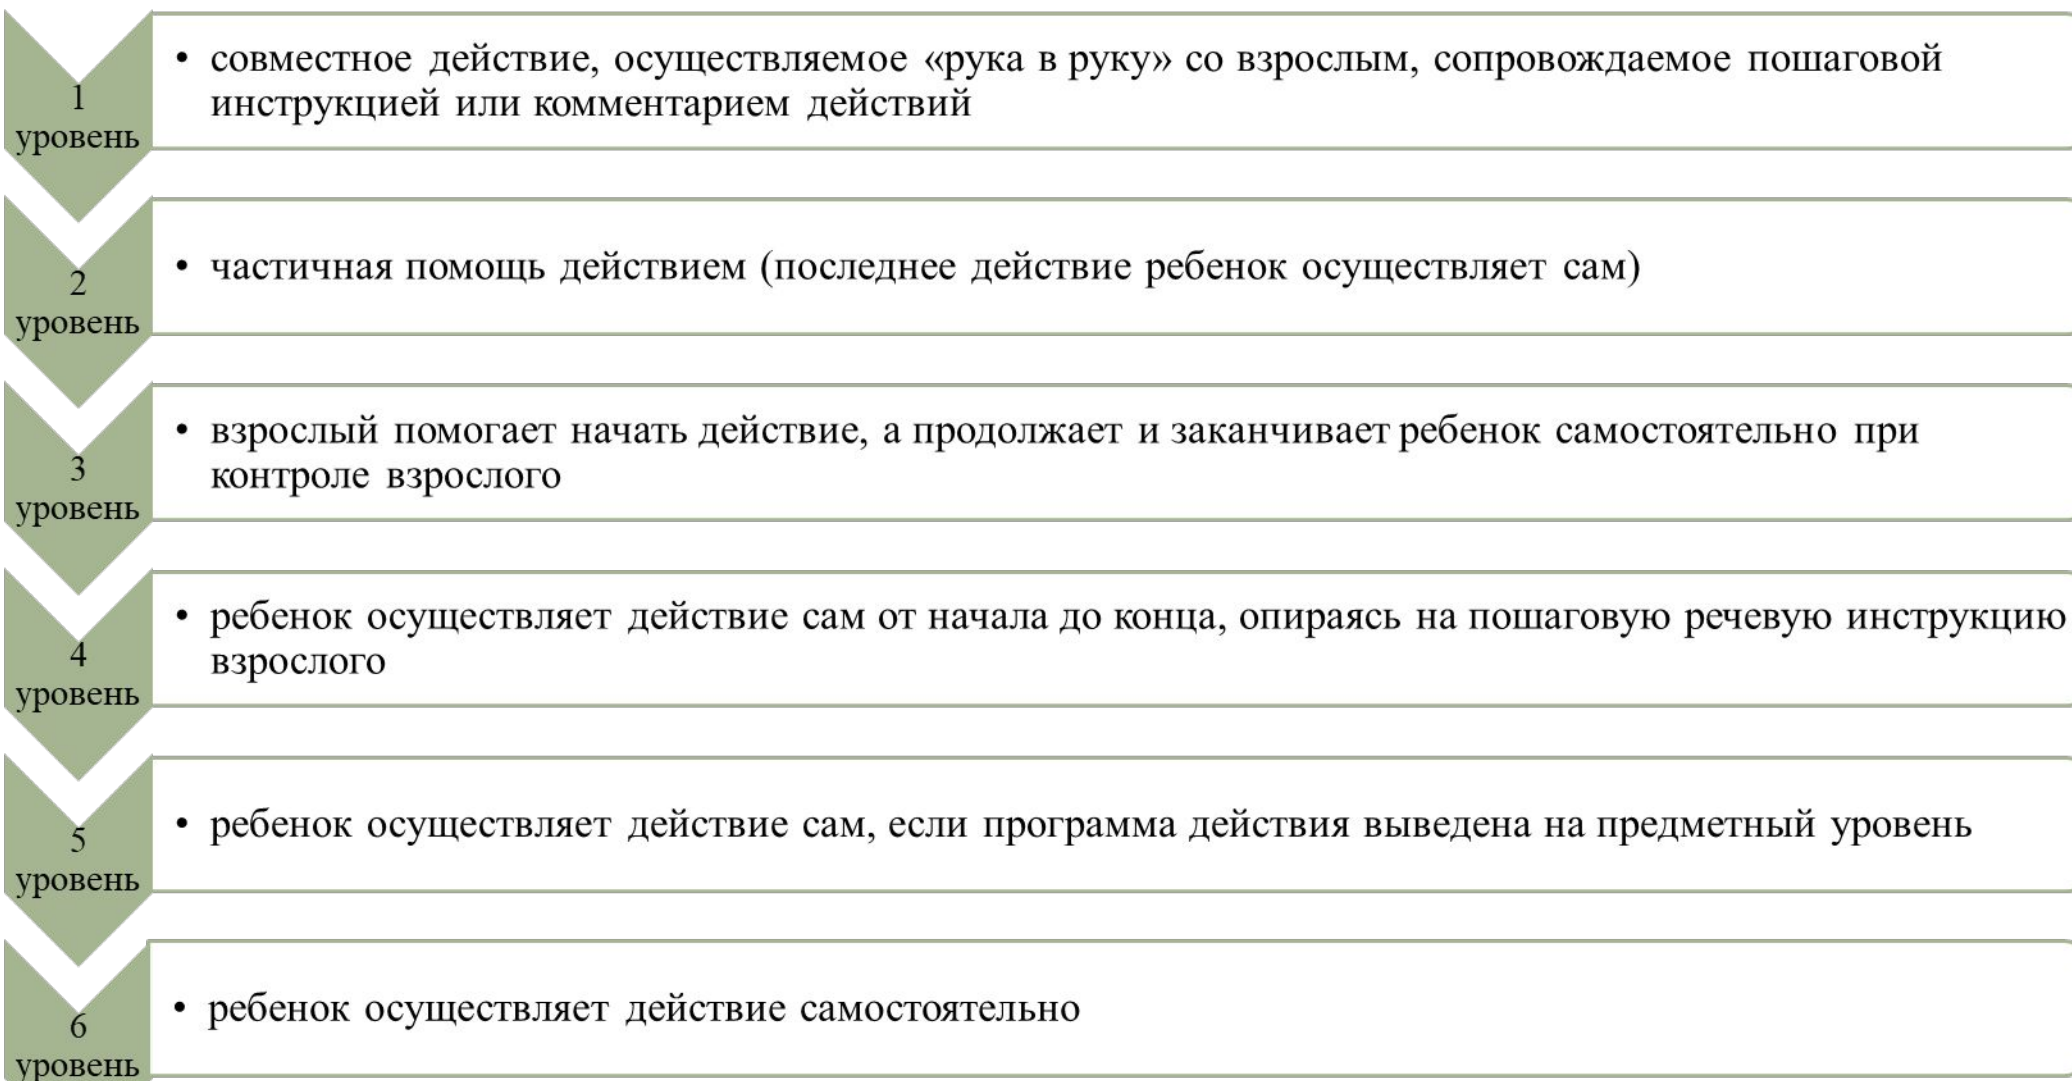 1
уровень
• совместное действие, осуществляемое «рука в руку» со взрослым, сопровождаемое пошаговой
инструкцией или комментарием действий
2
уровень
• частичная помощь действием (последнее действие ребенок осуществляет сам)
3
уровень
• взрослый помогает начать действие, а продолжает и заканчивает ребенок самостоятельно при
контроле взрослого
4
уровень
• ребенок осуществляет действие сам от начала до конца, опираясь на пошаговую речевую инструкцию
взрослого
5
уровень
• ребенок осуществляет действие сам, если программа действия выведена на предметный уровень
6
уровень
• ребенок осуществляет действие самостоятельно